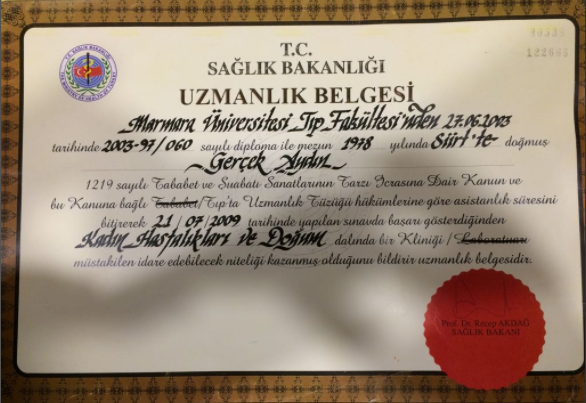 T.C.
SAĞLIK BAKANLIĞI
UZMANLIK BELGESİ
Marmara Üniversitesi Tıp Fakültesi'nden 27.06.2003
tarihinde 2003-97/060 sayılı diploma ile mezun 1978 yılında Siirt'te doğmuş
Gerçek Aydın
1219 sayılı Tababet ve Şuabatı San'atlarının Tarzı İcrasına Dair Kanun ve
bu Kanuna bağlı Tababet/Tıp'ta Uzmanlık Tüzüğü hükümlerine göre asistanlık süresini
bitirerek 21/07/2009 tarihinde yapılan sınavda başarı gösterdiğinden
Kadın Hastalıkları ve Doğum dalında bir Kliniği / Laboratuarı
müstakilen idare edebilecek niteliği kazanmış olduğunu bildirir uzmanlık belgesidir.
Prof. Dr. Recep AKDAĞ
SAĞLIK BAKANI